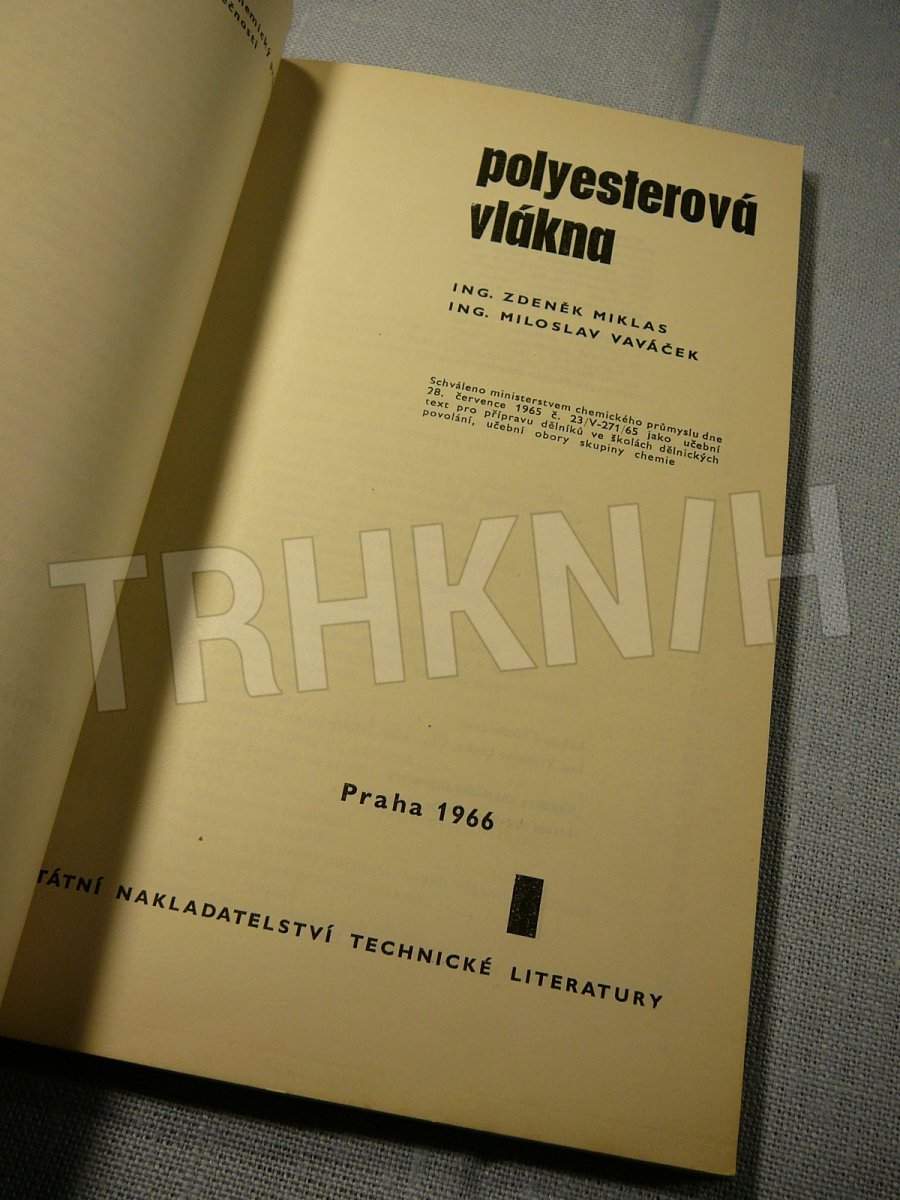 polyesterová
vlákna
ING. ZDENĚK MIKLAS
ING. MILOSLAV VAVÁČEK
Schváleno ministerstvem chemického průmyslu dne
28. července 1965 č. 23/V-271/65 jako učební
text pro přípravu dělníků ve školách dělnických
povolání, učební obory skupiny chemie
TRHKNIH
Praha 1966
TÁTNÍ NAKLADATELSTVÍ TECHNICKÉ LITERATURY